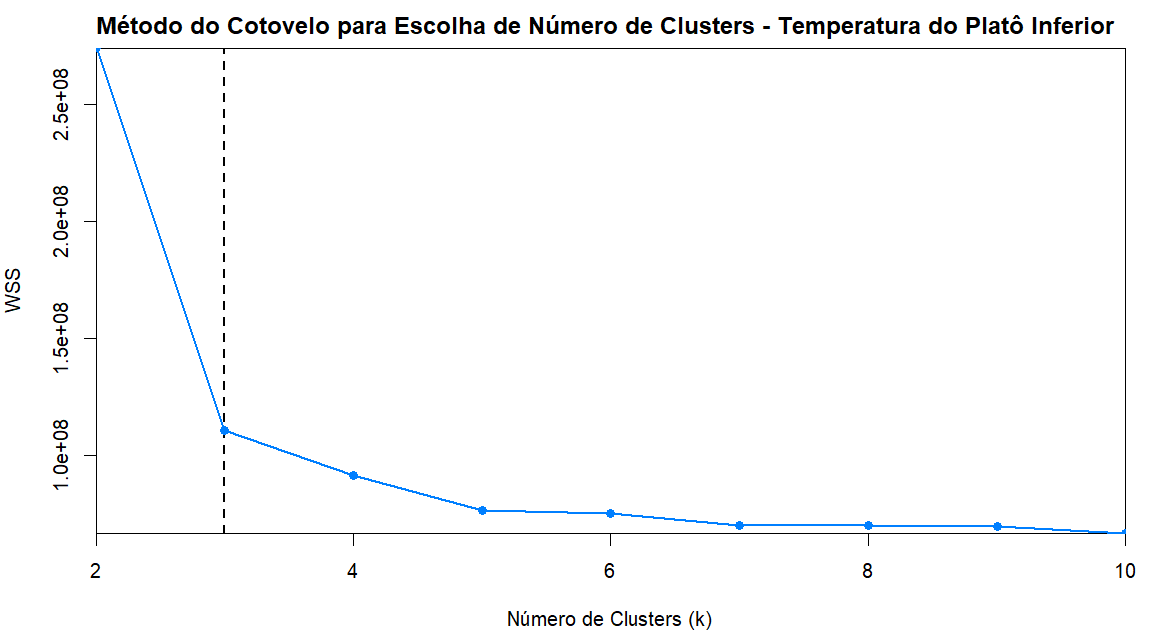 Método do Cotovelo para Escolha de Número de Clusters - Temperatura do Platô Inferior
2.5e+08
2.0e+08
1.5e+08
1.0e+08
WSS
2 4 6 8 10
Número de Clusters (k)